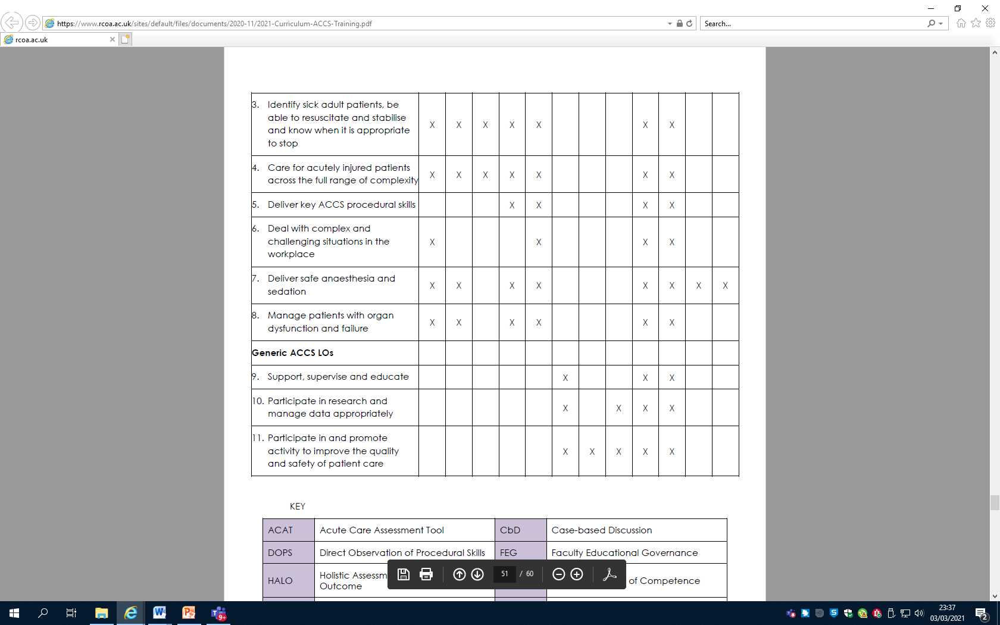 https://www.rcoa.ac.uk/sites/default/files/documents/2020-11/2021-Curriculum-ACCS-Training.pdf
Search...
rcoa.ac.uk
3. Identify sick adult patients, be
able to resuscitate and stabilise
and know when it is appropriate
to stop
X X X X X X X
4. Care for acutely injured patients
across the full range of complexity
X X X X X X X
5. Deliver key ACCS procedural skills X X X X
6. Deal with complex and
challenging situations in the
workplace
X X X X
7. Deliver safe anaesthesia and
sedation
X X X X X X X X
8. Manage patients with organ
dysfunction and failure
X X X X X X
Generic ACCS LOs
9. Support, supervise and educate X X X
10. Participate in research and
manage data appropriately
X X X X
11. Participate in and promote
activity to improve the quality
and safety of patient care
X X X X X
KEY
ACAT Acute Care Assessment Tool CbD Case-based Discussion
DOPS Direct Observation of Procedural Skills FEG Faculty Educational Governance
HALO Holistic Assessm
Outcome
of Competence
51 / 60
9+
23:37
03/03/2021
2